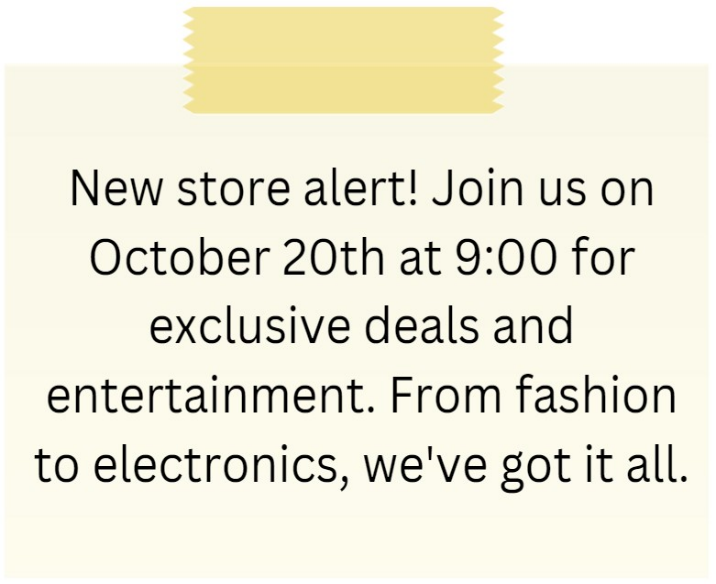 New store alert! Join us on
October 20th at 9:00 for
exclusive deals and
entertainment. From fashion
to electronics, we've got it all.